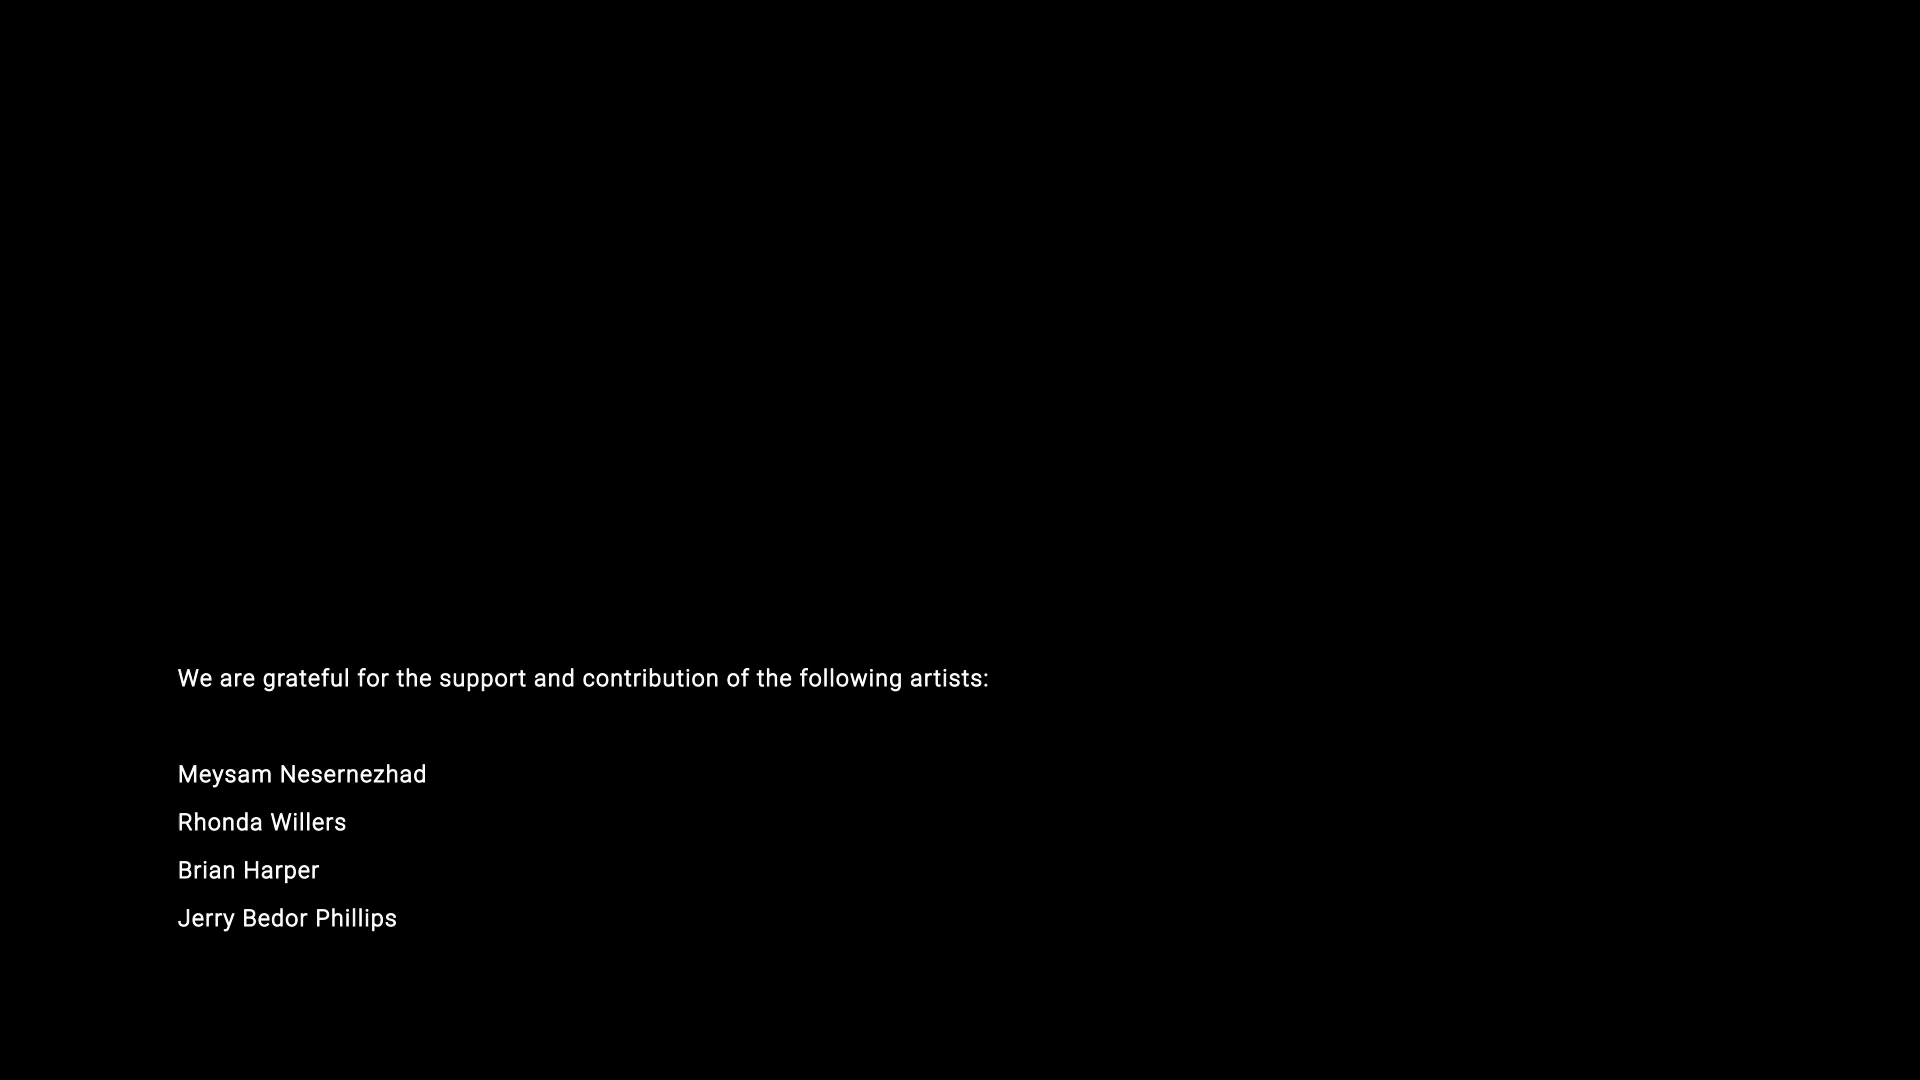 We are grateful for the support and contribution of the following artists:
Meysam Nesernezhad
Rhonda Willers
Brian Harper
Jerry Bedor Phillips